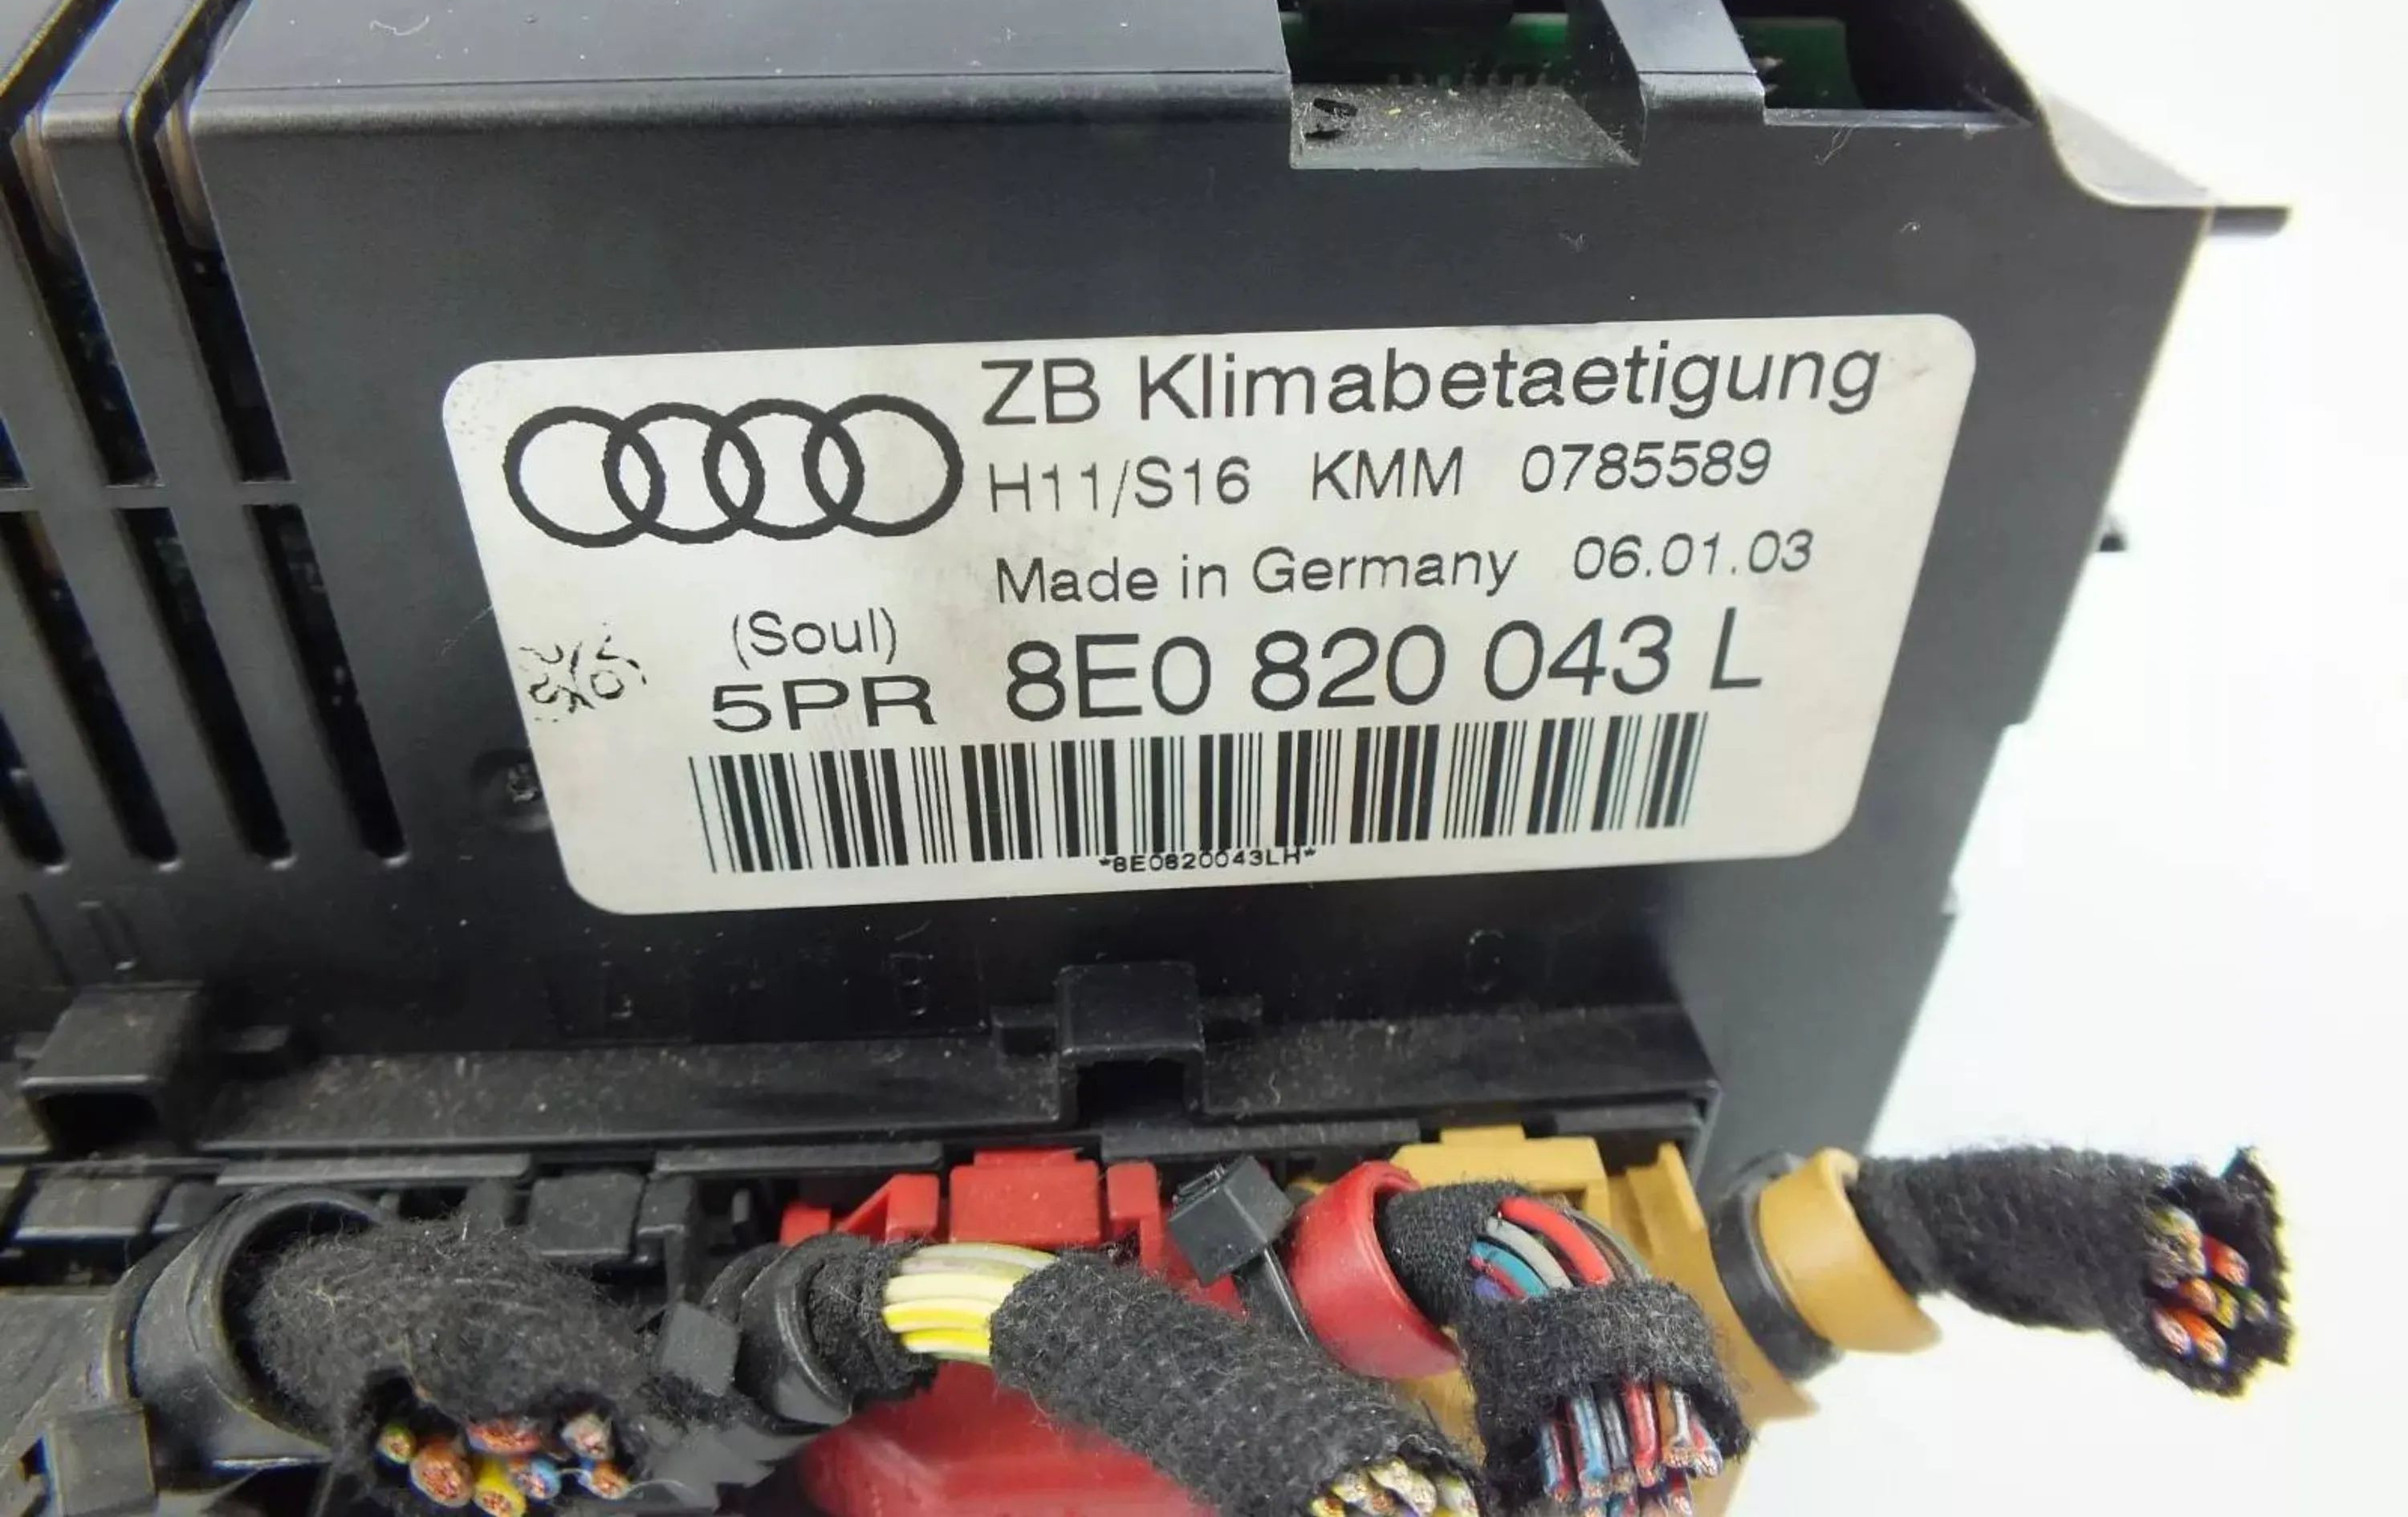 ZB Klimabetaetigung
H11/S16 KMM 0785589
Made in Germany 06.01.03
(Soul)
5PR 8E0 820 043 L
*8E0820043LH*